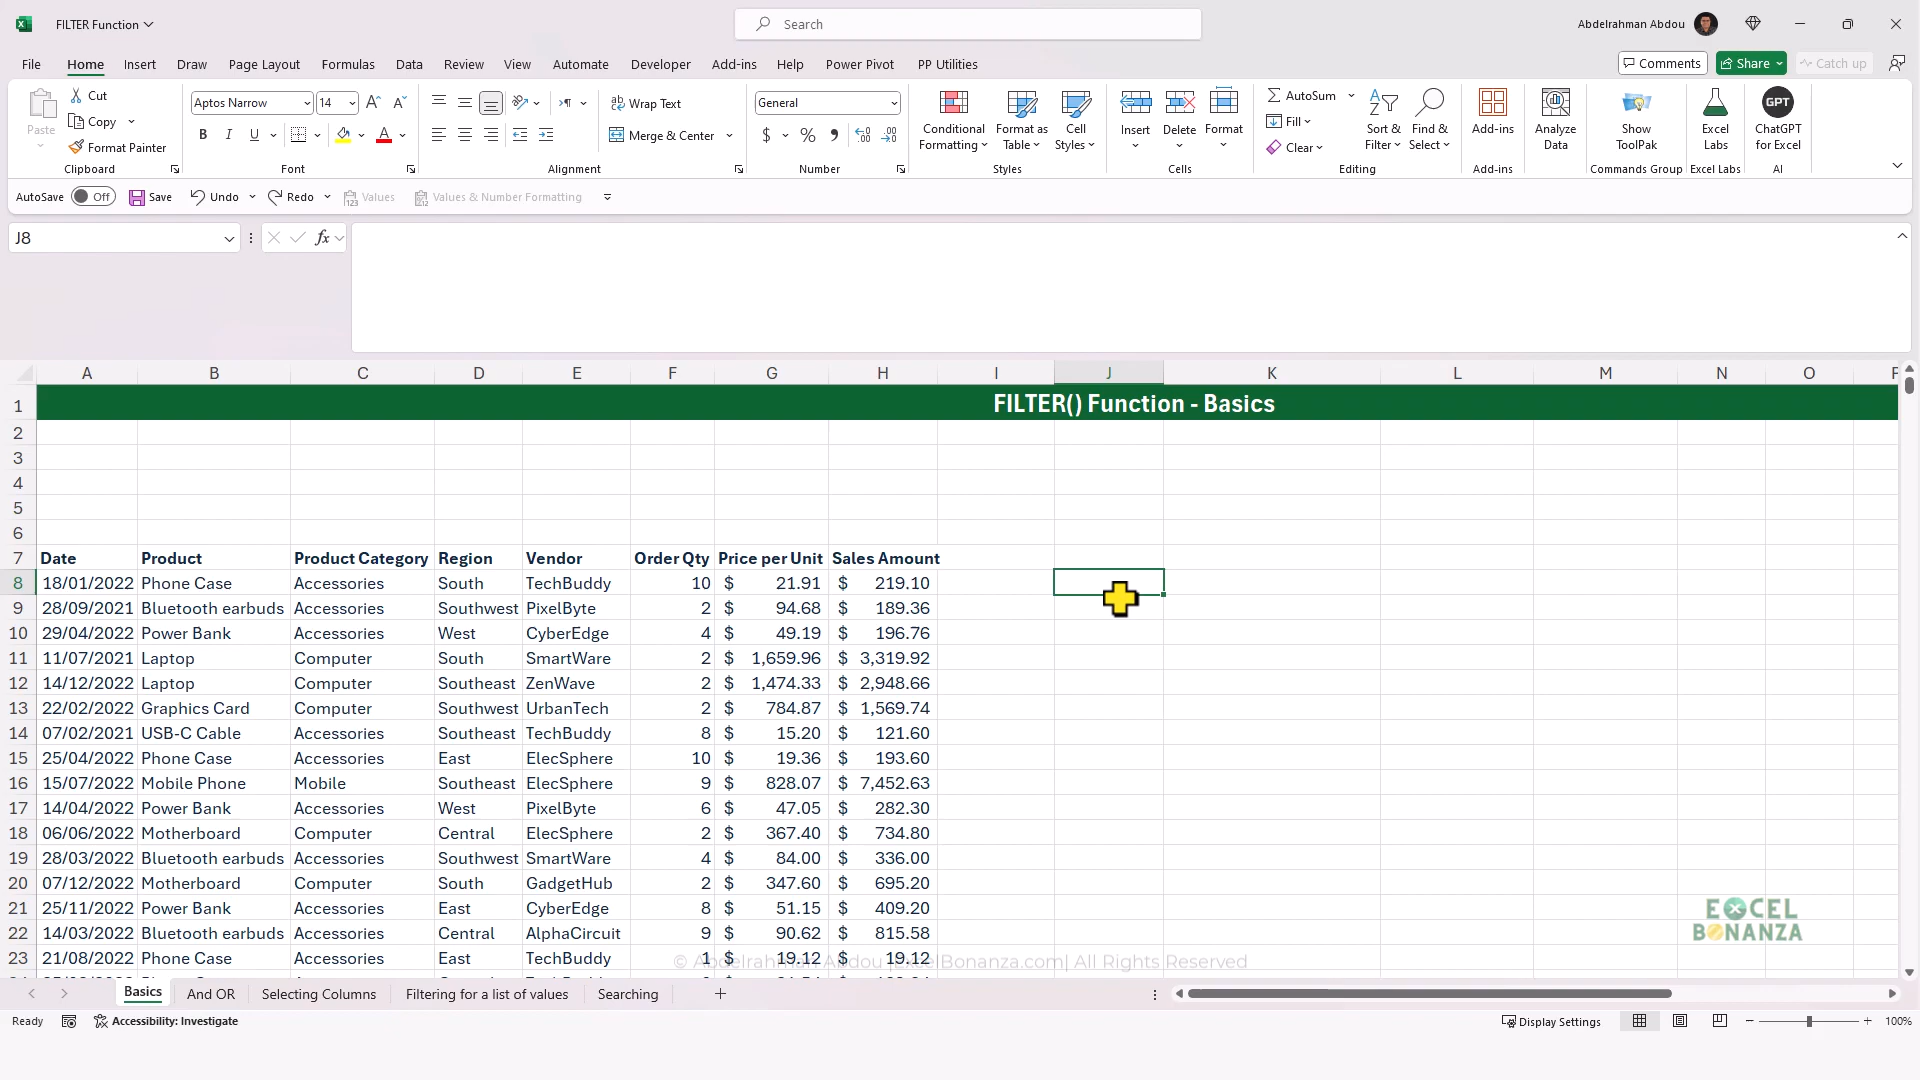 FILTER Function
Search
Abdelrahman Abdou
File Home Insert Draw Page Layout Formulas Data Review View Automate Developer Add-ins Help Power Pivot PP Utilities
Comments Share Catch up
Paste
Cut
Copy
Format Painter
Clipboard
Aptos Narrow 14
B I U
Font
Wrap Text
Merge & Center
Alignment
General
$ %
Number
Conditional Formatting
Format as Table
Cell Styles
Styles
Insert
Delete
Format
Cells
AutoSum
Fill
Clear
Sort & Filter
Find & Select
Editing
Add-ins
Add-ins
Analyze Data
Show ToolPak
Commands Group
Excel Labs
Excel Labs
GPT
ChatGPT for Excel
AI
AutoSave Off Save Undo Redo Values Values & Number Formatting
J8 fx
A B C D E F G H I J K L M N O P
1 FILTER() Function - Basics
2
3
4
5
6
7 Date Product Product Category Region Vendor Order Qty Price per Unit Sales Amount
8 18/01/2022 Phone Case Accessories South TechBuddy 10 $ 21.91 $ 219.10
9 28/09/2021 Bluetooth earbuds Accessories Southwest PixelByte 2 $ 94.68 $ 189.36
10 29/04/2022 Power Bank Accessories West CyberEdge 4 $ 49.19 $ 196.76
11 11/07/2021 Laptop Computer South SmartWare 2 $ 1,659.96 $ 3,319.92
12 14/12/2022 Laptop Computer Southeast ZenWave 2 $ 1,474.33 $ 2,948.66
13 22/02/2022 Graphics Card Computer Southwest UrbanTech 2 $ 784.87 $ 1,569.74
14 07/02/2021 USB-C Cable Accessories Southeast TechBuddy 8 $ 15.20 $ 121.60
15 25/04/2022 Phone Case Accessories East ElecSphere 10 $ 19.36 $ 193.60
16 15/07/2022 Mobile Phone Mobile Southeast ElecSphere 9 $ 828.07 $ 7,452.63
17 14/04/2022 Power Bank Accessories West PixelByte 6 $ 47.05 $ 282.30
18 06/06/2022 Motherboard Computer Central ElecSphere 2 $ 367.40 $ 734.80
19 28/03/2022 Bluetooth earbuds Accessories Southwest SmartWare 4 $ 84.00 $ 336.00
20 07/12/2022 Motherboard Computer South GadgetHub 2 $ 347.60 $ 695.20
21 25/11/2022 Power Bank Accessories East CyberEdge 8 $ 51.15 $ 409.20
22 14/03/2022 Bluetooth earbuds Accessories Central AlphaCircuit 9 $ 90.62 $ 815.58
23 21/08/2022 Phone Case Accessories East TechBuddy 1 $ 19.12 $ 19.12
EXCEL
BONANZA
© Abdelrahman Abdou |ExcelBonanza.com| All Rights Reserved
Basics And OR Selecting Columns Filtering for a list of values Searching
Ready Accessibility: Investigate Display Settings 100%